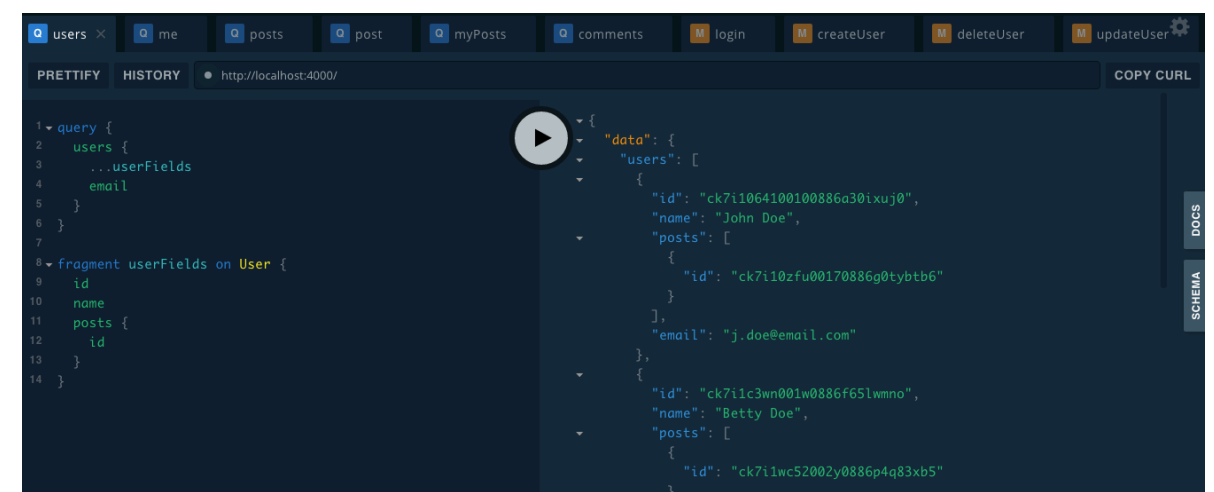 Q users × Q me Q posts Q post Q myPosts Q comments M login M createUser M deleteUser M updateUser
PRETTIFY HISTORY http://localhost:4000/ COPY CURL
1 query {
2 users {
3 ...userFields
4 email
5 }
6 }
7
8 fragment userFields on User {
9 id
10 name
11 posts {
12 id
13 }
14 }
{
"data": {
"users": [
{
"id": "ck7i1064100100886a30ixuj0",
"name": "John Doe",
"posts": [
{
"id": "ck7i10zfu00170886g0tybtb6"
}
],
"email": "j.doe@email.com"
},
{
"id": "ck7i1c3wn001w0886f65lwmno",
"name": "Betty Doe",
"posts": [
{
"id": "ck7i1wc52002y0886p4q83xb5"
}
DOCS
SCHEMA